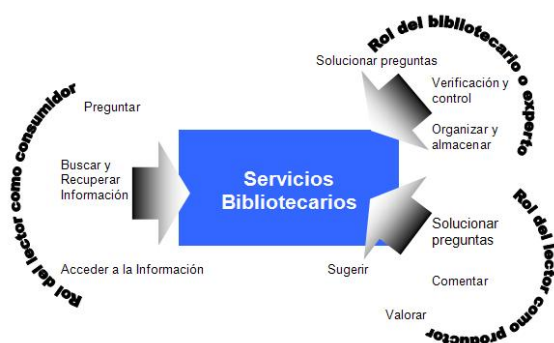 Rol del lector como consumidor
Preguntar
Buscar y
Recuperar
Información
Acceder a la Información
Servicios
Bibliotecarios
Rol del bibliotecario o experto
Solucionar preguntas
Verificación y
control
Organizar y
almacenar
Rol del lector como productor
Solucionar
preguntas
Sugerir
Comentar
Valorar